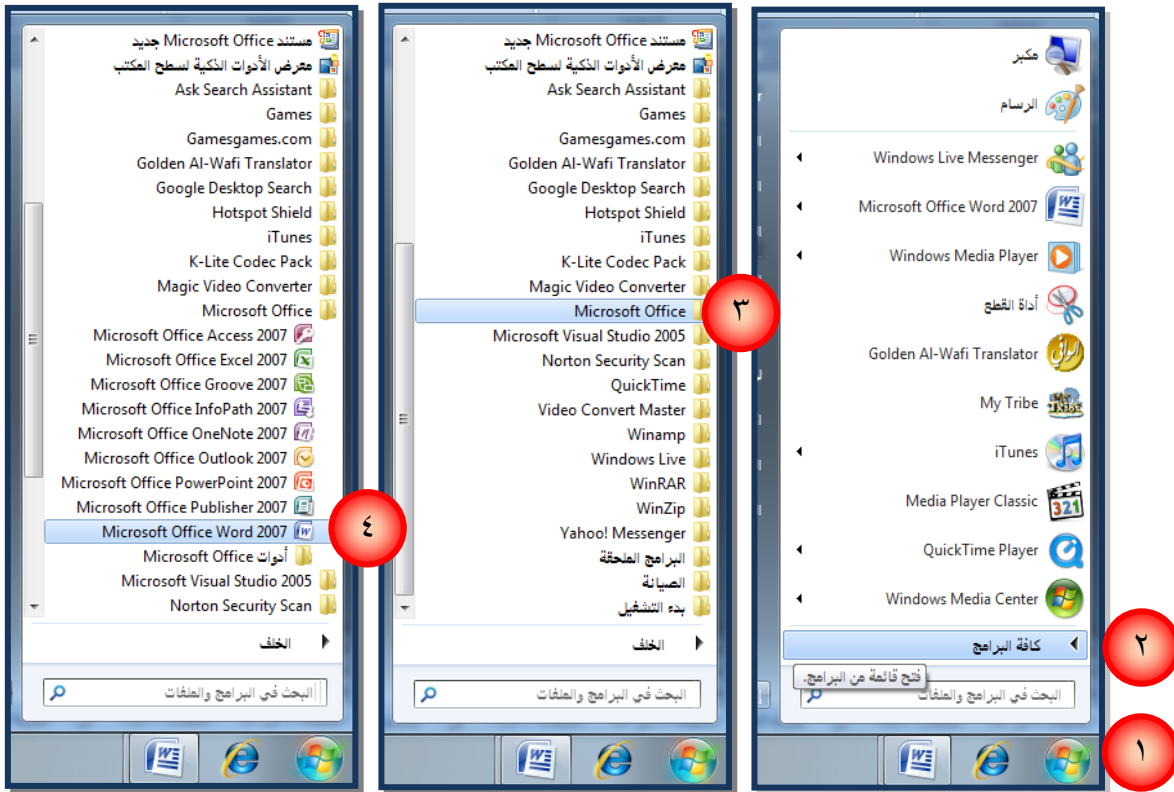 مكبر
الرسام
Windows Live Messenger
Microsoft Office Word 2007
Windows Media Player
أداة القطع
Golden Al-Wafi Translator
My Tribe
iTunes
Media Player Classic
QuickTime Player
Windows Media Center
كافة البرامج
٢
فتح قائمة من البرامج.
البحث في البرامج والملفات
١
مستند Microsoft Office جديد
معرض الأدوات الذكية لسطح المكتب
Ask Search Assistant
Games
Gamesgames.com
Golden Al-Wafi Translator
Google Desktop Search
Hotspot Shield
iTunes
K-Lite Codec Pack
Magic Video Converter
Microsoft Office
٣
Microsoft Visual Studio 2005
Norton Security Scan
QuickTime
Video Convert Master
Winamp
Windows Live
WinRAR
WinZip
Yahoo! Messenger
البرامج الملحقة
الصيانة
بدء التشغيل
الخلف
البحث في البرامج والملفات
مستند Microsoft Office جديد
معرض الأدوات الذكية لسطح المكتب
Ask Search Assistant
Games
Gamesgames.com
Golden Al-Wafi Translator
Google Desktop Search
Hotspot Shield
iTunes
K-Lite Codec Pack
Magic Video Converter
Microsoft Office
Microsoft Office Access 2007
Microsoft Office Excel 2007
Microsoft Office Groove 2007
Microsoft Office InfoPath 2007
Microsoft Office OneNote 2007
Microsoft Office Outlook 2007
Microsoft Office PowerPoint 2007
Microsoft Office Publisher 2007
Microsoft Office Word 2007
٤
أدوات Microsoft Office
Microsoft Visual Studio 2005
Norton Security Scan
الخلف
البحث في البرامج والملفات